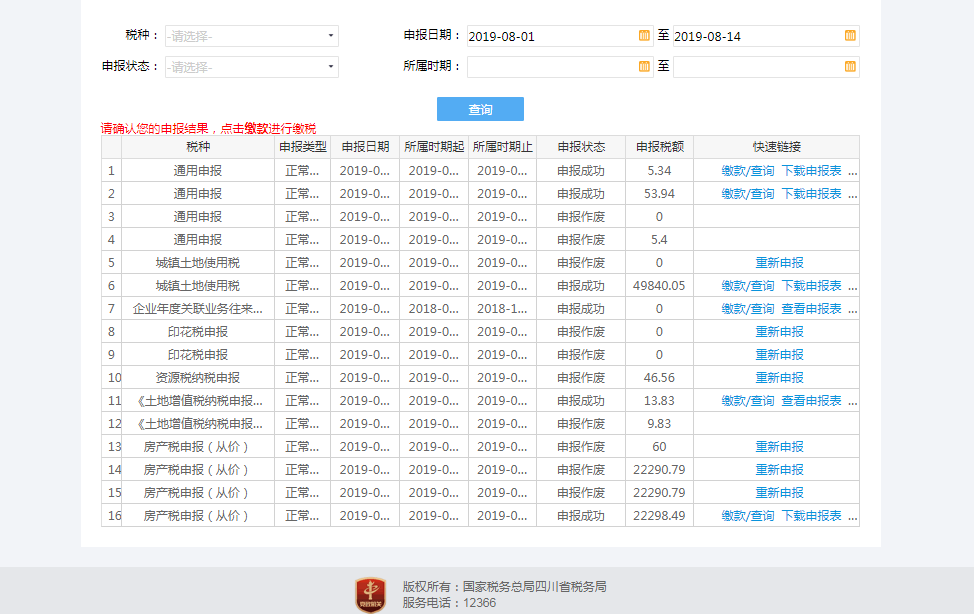 税种： -请选择- 申报日期： 2019-08-01 至 2019-08-14
申报状态： -请选择- 所属时期： 至
查询
请确认您的申报结果，点击缴款进行缴税
税种 申报类型 申报日期 所属时期起 所属时期止 申报状态 申报税额 快速链接
1 通用申报 正常... 2019-0... 2019-0... 2019-0... 申报成功 5.34 缴款/查询 下载申报表 ...
2 通用申报 正常... 2019-0... 2019-0... 2019-0... 申报成功 53.94 缴款/查询 下载申报表 ...
3 通用申报 正常... 2019-0... 2019-0... 2019-0... 申报作废 0
4 通用申报 正常... 2019-0... 2019-0... 2019-0... 申报作废 5.4
5 城镇土地使用税 正常... 2019-0... 2019-0... 2019-0... 申报作废 0 重新申报
6 城镇土地使用税 正常... 2019-0... 2019-0... 2019-0... 申报成功 49840.05 缴款/查询 下载申报表 ...
7 企业年度关联业务往来... 正常... 2019-0... 2018-0... 2018-1... 申报成功 0 缴款/查询 查看申报表 ...
8 印花税申报 正常... 2019-0... 2019-0... 2019-0... 申报作废 0 重新申报
9 印花税申报 正常... 2019-0... 2019-0... 2019-0... 申报作废 0 重新申报
10 资源税纳税申报 正常... 2019-0... 2019-0... 2019-0... 申报作废 46.56 重新申报
11 《土地增值税纳税申报... 正常... 2019-0... 2019-0... 2019-0... 申报成功 13.83 缴款/查询 查看申报表 ...
12 《土地增值税纳税申报... 正常... 2019-0... 2019-0... 2019-0... 申报作废 9.83
13 房产税申报（从价） 正常... 2019-0... 2019-0... 2019-0... 申报作废 60 重新申报
14 房产税申报（从价） 正常... 2019-0... 2019-0... 2019-0... 申报作废 22290.79 重新申报
15 房产税申报（从价） 正常... 2019-0... 2019-0... 2019-0... 申报作废 22290.79 重新申报
16 房产税申报（从价） 正常... 2019-0... 2019-0... 2019-0... 申报成功 22298.49 缴款/查询 下载申报表 ...
党政机关
版权所有：国家税务总局四川省税务局
服务电话：12366